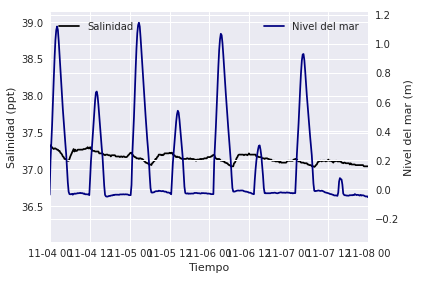 Salinidad
Nivel del mar
39.0
38.5
38.0
37.5
37.0
36.5
Salinidad (ppt)
1.2
1.0
0.8
0.6
0.4
0.2
0.0
−0.2
Nivel del mar (m)
11-04 00 11-04 12 11-05 00 11-05 12 11-06 00 11-06 12 11-07 00 11-07 12 11-08 00
Tiempo